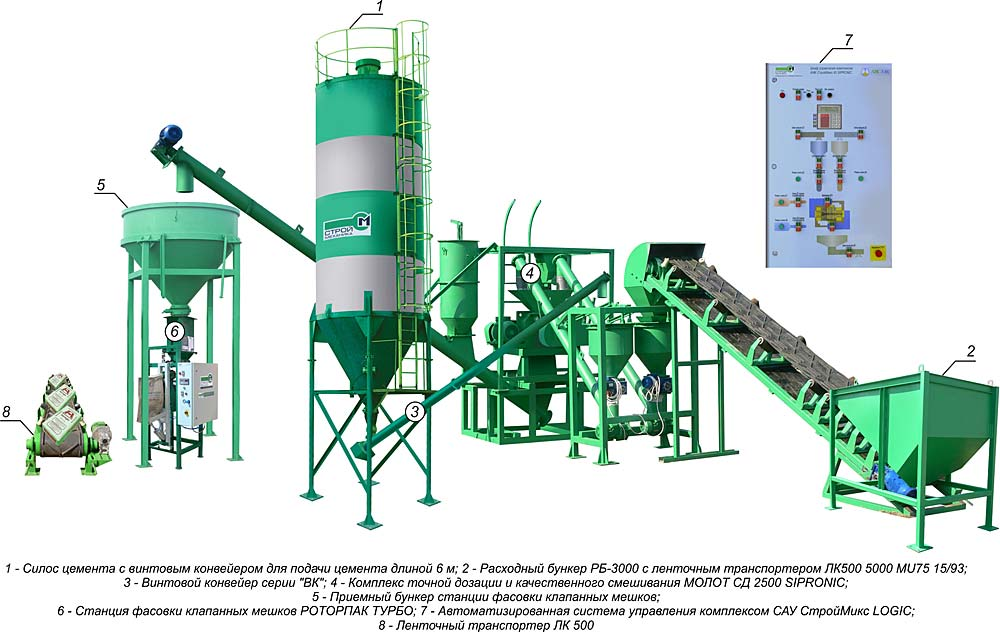 1
7
5
СТРОЙ М
МЕХАНИКА
4
6
2
3
8
1 - Силос цемента с винтовым конвейером для подачи цемента длиной 6 м; 2 - Расходный бункер РБ-3000 с ленточным транспортером ЛК500 5000 MU75 15/93;
3 - Винтовой конвейер серии "ВК"; 4 - Комплекс точной дозации и качественного смешивания МОЛОТ СД 2500 SIPRONIC;
5 - Приемный бункер станции фасовки клапанных мешков;
6 - Станция фасовки клапанных мешков РОТОРПАК ТУРБО; 7 - Автоматизированная система управления комплексом САУ СтройМикс LOGIC;
8 - Ленточный транспортер ЛК 500